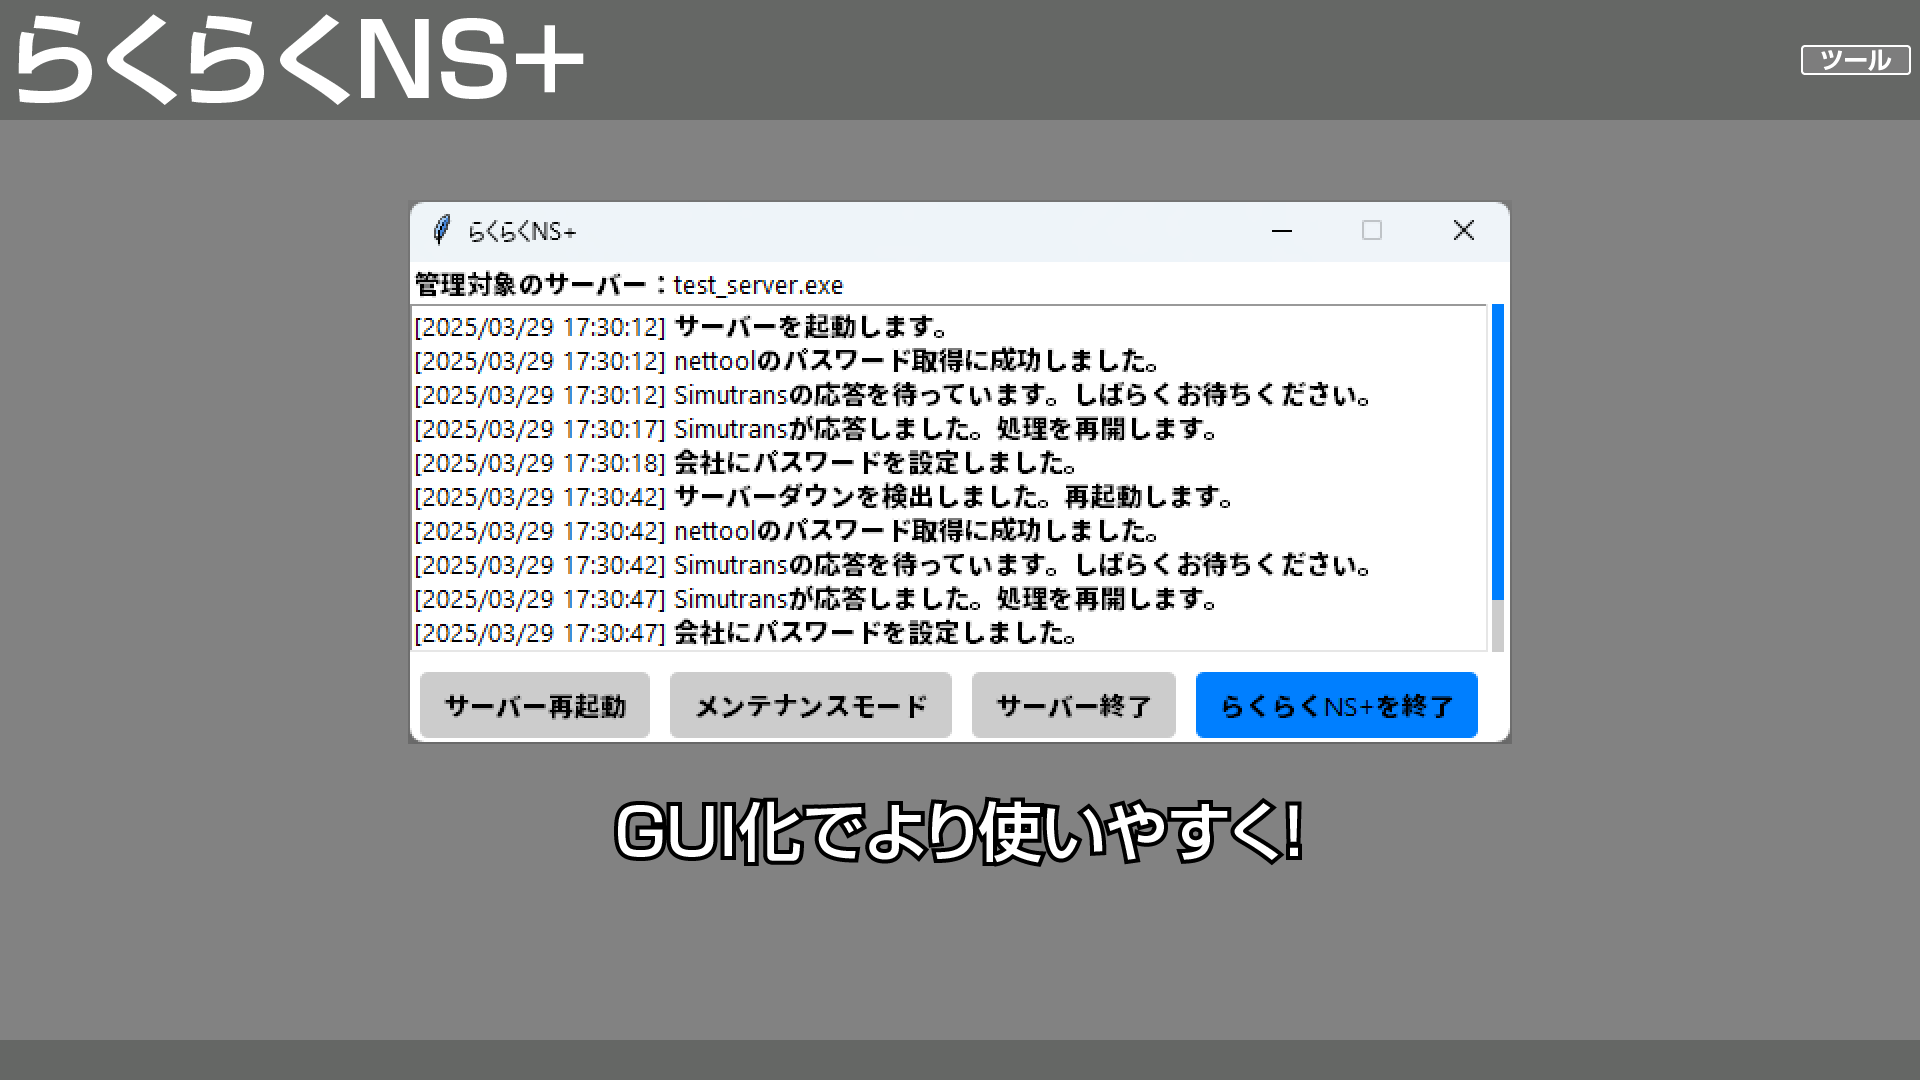 らくらくNS+
ツール
らくらくNS+
管理対象のサーバー：test_server.exe
[2025/03/29 17:30:12] サーバーを起動します。
[2025/03/29 17:30:12] nettoolのパスワード取得に成功しました。
[2025/03/29 17:30:12] Simutransの応答を待っています。しばらくお待ちください。
[2025/03/29 17:30:17] Simutransが応答しました。処理を再開します。
[2025/03/29 17:30:18] 会社にパスワードを設定しました。
[2025/03/29 17:30:42] サーバーダウンを検出しました。再起動します。
[2025/03/29 17:30:42] nettoolのパスワード取得に成功しました。
[2025/03/29 17:30:42] Simutransの応答を待っています。しばらくお待ちください。
[2025/03/29 17:30:47] Simutransが応答しました。処理を再開します。
[2025/03/29 17:30:47] 会社にパスワードを設定しました。
サーバー再起動 メンテナンスモード サーバー終了 らくらくNS+を終了
GUI化でより使いやすく!